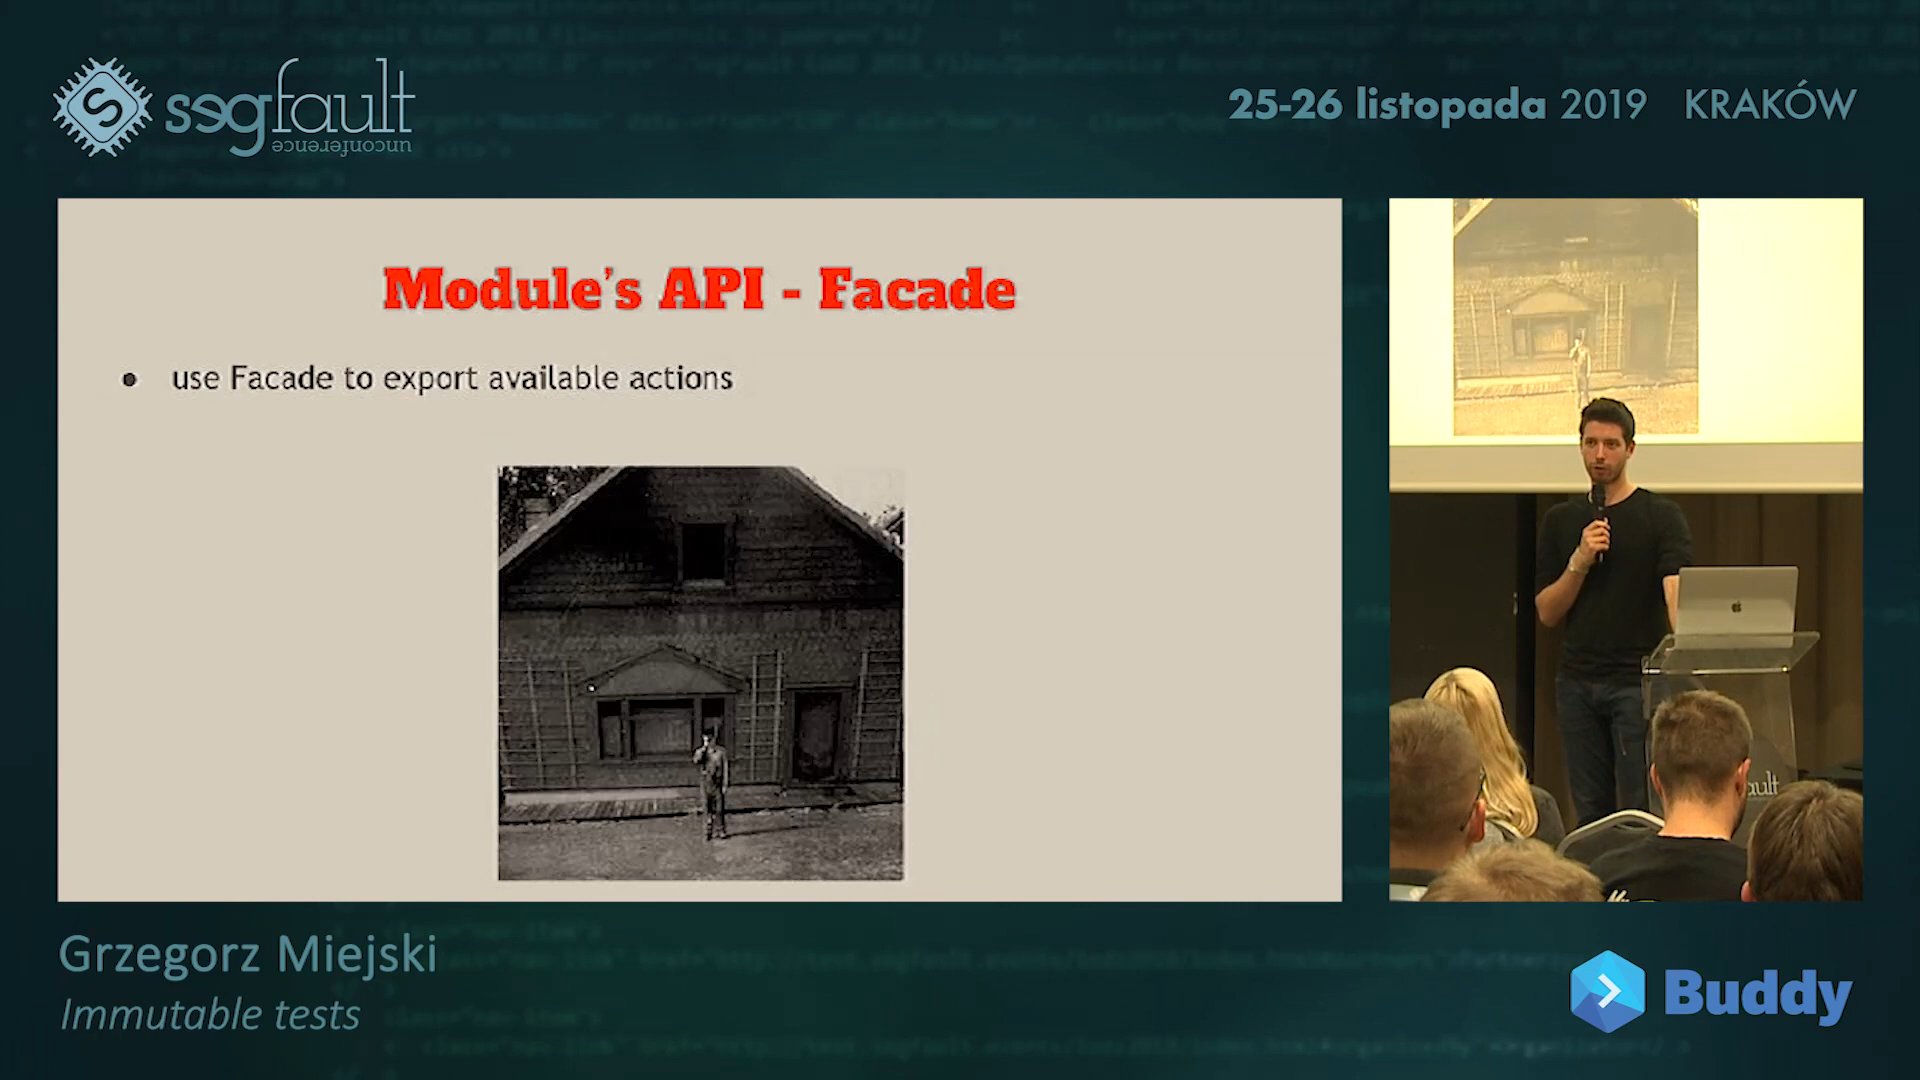 segfault
unconference
25-26 listopada 2019 KRAKÓW
Module's API - Facade
● use Facade to export available actions
ault
Grzegorz Miejski
Immutable tests
Buddy